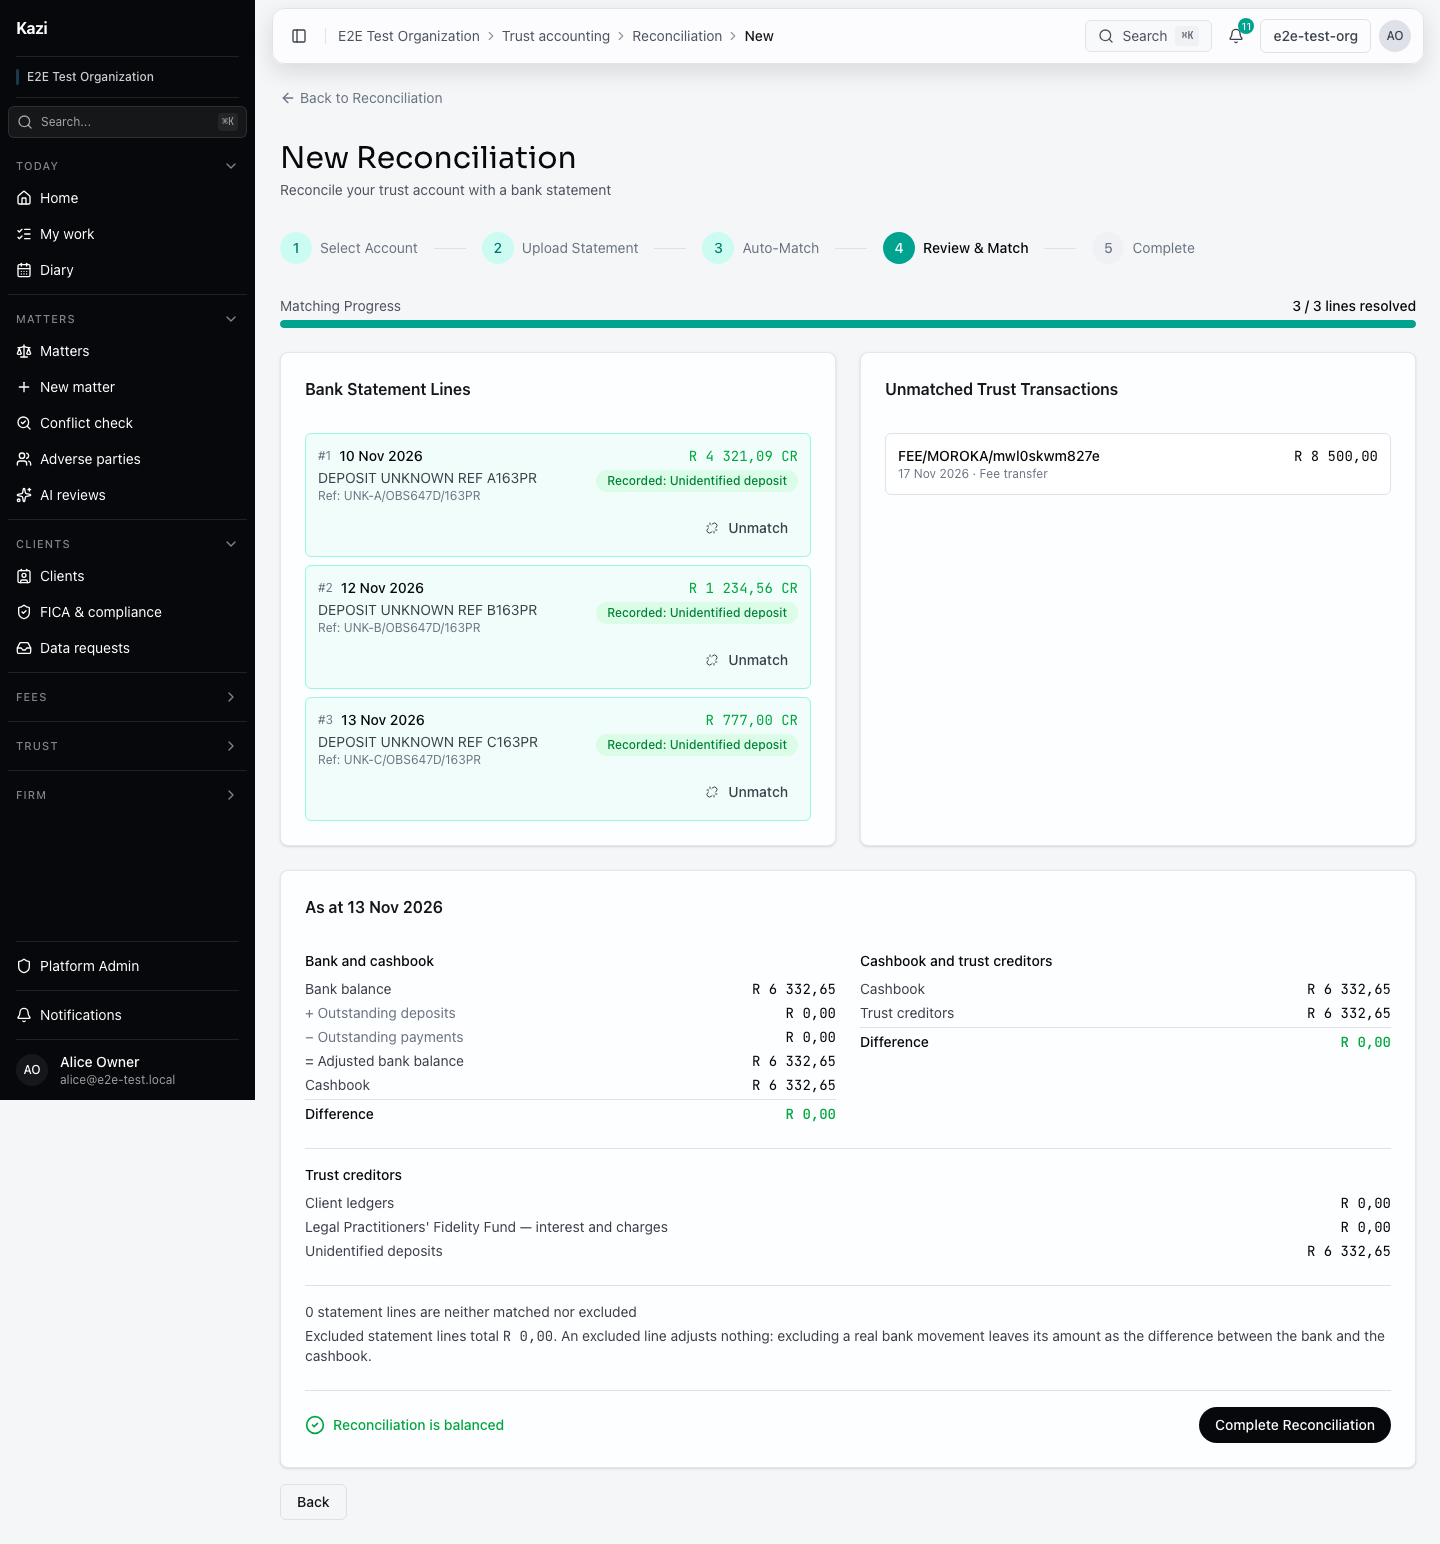 Kazi
E2E Test Organization
Search...
⌘K
TODAY
Home
My work
Diary
MATTERS
Matters
New matter
Conflict check
Adverse parties
AI reviews
CLIENTS
Clients
FICA & compliance
Data requests
FEES
TRUST
FIRM
Platform Admin
Notifications
AO
Alice Owner
alice@e2e-test.local
E2E Test Organization > Trust accounting > Reconciliation > New
Search ⌘K
11
e2e-test-org
AO
← Back to Reconciliation
New Reconciliation
Reconcile your trust account with a bank statement
1 Select Account
2 Upload Statement
3 Auto-Match
4 Review & Match
5 Complete
Matching Progress
3 / 3 lines resolved
Bank Statement Lines
#1 10 Nov 2026 R 4 321,09 CR
DEPOSIT UNKNOWN REF A163PR Recorded: Unidentified deposit
Ref: UNK-A/OBS647D/163PR
Unmatch
#2 12 Nov 2026 R 1 234,56 CR
DEPOSIT UNKNOWN REF B163PR Recorded: Unidentified deposit
Ref: UNK-B/OBS647D/163PR
Unmatch
#3 13 Nov 2026 R 777,00 CR
DEPOSIT UNKNOWN REF C163PR Recorded: Unidentified deposit
Ref: UNK-C/OBS647D/163PR
Unmatch
Unmatched Trust Transactions
FEE/MOROKA/mwl0skwm827e R 8 500,00
17 Nov 2026 · Fee transfer
As at 13 Nov 2026
Bank and cashbook
Bank balance R 6 332,65
+ Outstanding deposits R 0,00
− Outstanding payments R 0,00
= Adjusted bank balance R 6 332,65
Cashbook R 6 332,65
Difference R 0,00
Cashbook and trust creditors
Cashbook R 6 332,65
Trust creditors R 6 332,65
Difference R 0,00
Trust creditors
Client ledgers R 0,00
Legal Practitioners' Fidelity Fund — interest and charges R 0,00
Unidentified deposits R 6 332,65
0 statement lines are neither matched nor excluded
Excluded statement lines total R 0,00. An excluded line adjusts nothing: excluding a real bank movement leaves its amount as the difference between the bank and the
cashbook.
Reconciliation is balanced
Complete Reconciliation
Back